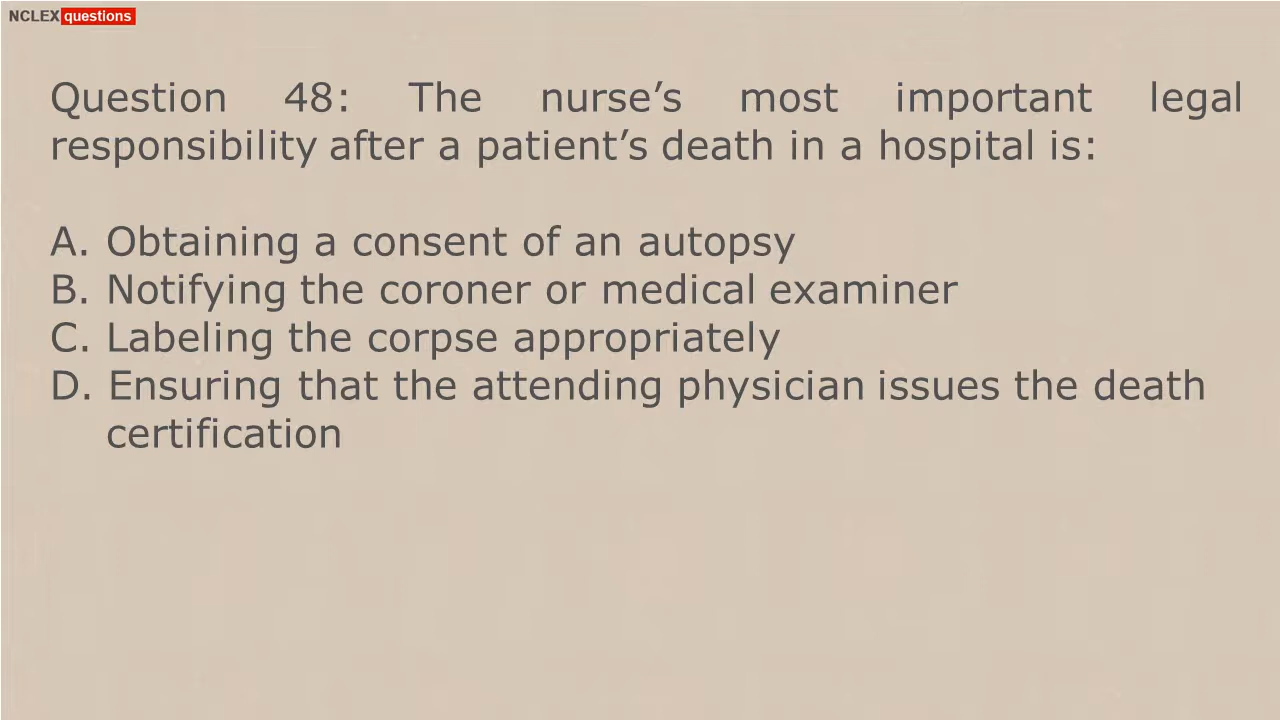 NCLEX questions
Question 48: The nurse’s most important legal
responsibility after a patient’s death in a hospital is:
A. Obtaining a consent of an autopsy
B. Notifying the coroner or medical examiner
C. Labeling the corpse appropriately
D. Ensuring that the attending physician issues the death
certification